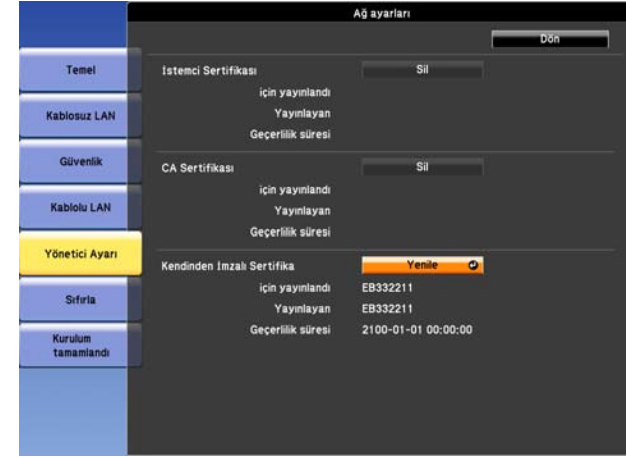 Ağ ayarları
Dön
Temel
Kablosuz LAN
Güvenlik
Kablolu LAN
Yönetici Ayarı
Sıfırla
Kurulum
tamamlandı
İstemci Sertifikası
Sil
için yayınlandı
Yayınlayan
Geçerlilik süresi
CA Sertifikası
Sil
için yayınlandı
Yayınlayan
Geçerlilik süresi
Kendinden İmzalı Sertifika
Yenile
için yayınlandı EB332211
Yayınlayan EB332211
Geçerlilik süresi 2100-01-01 00:00:00